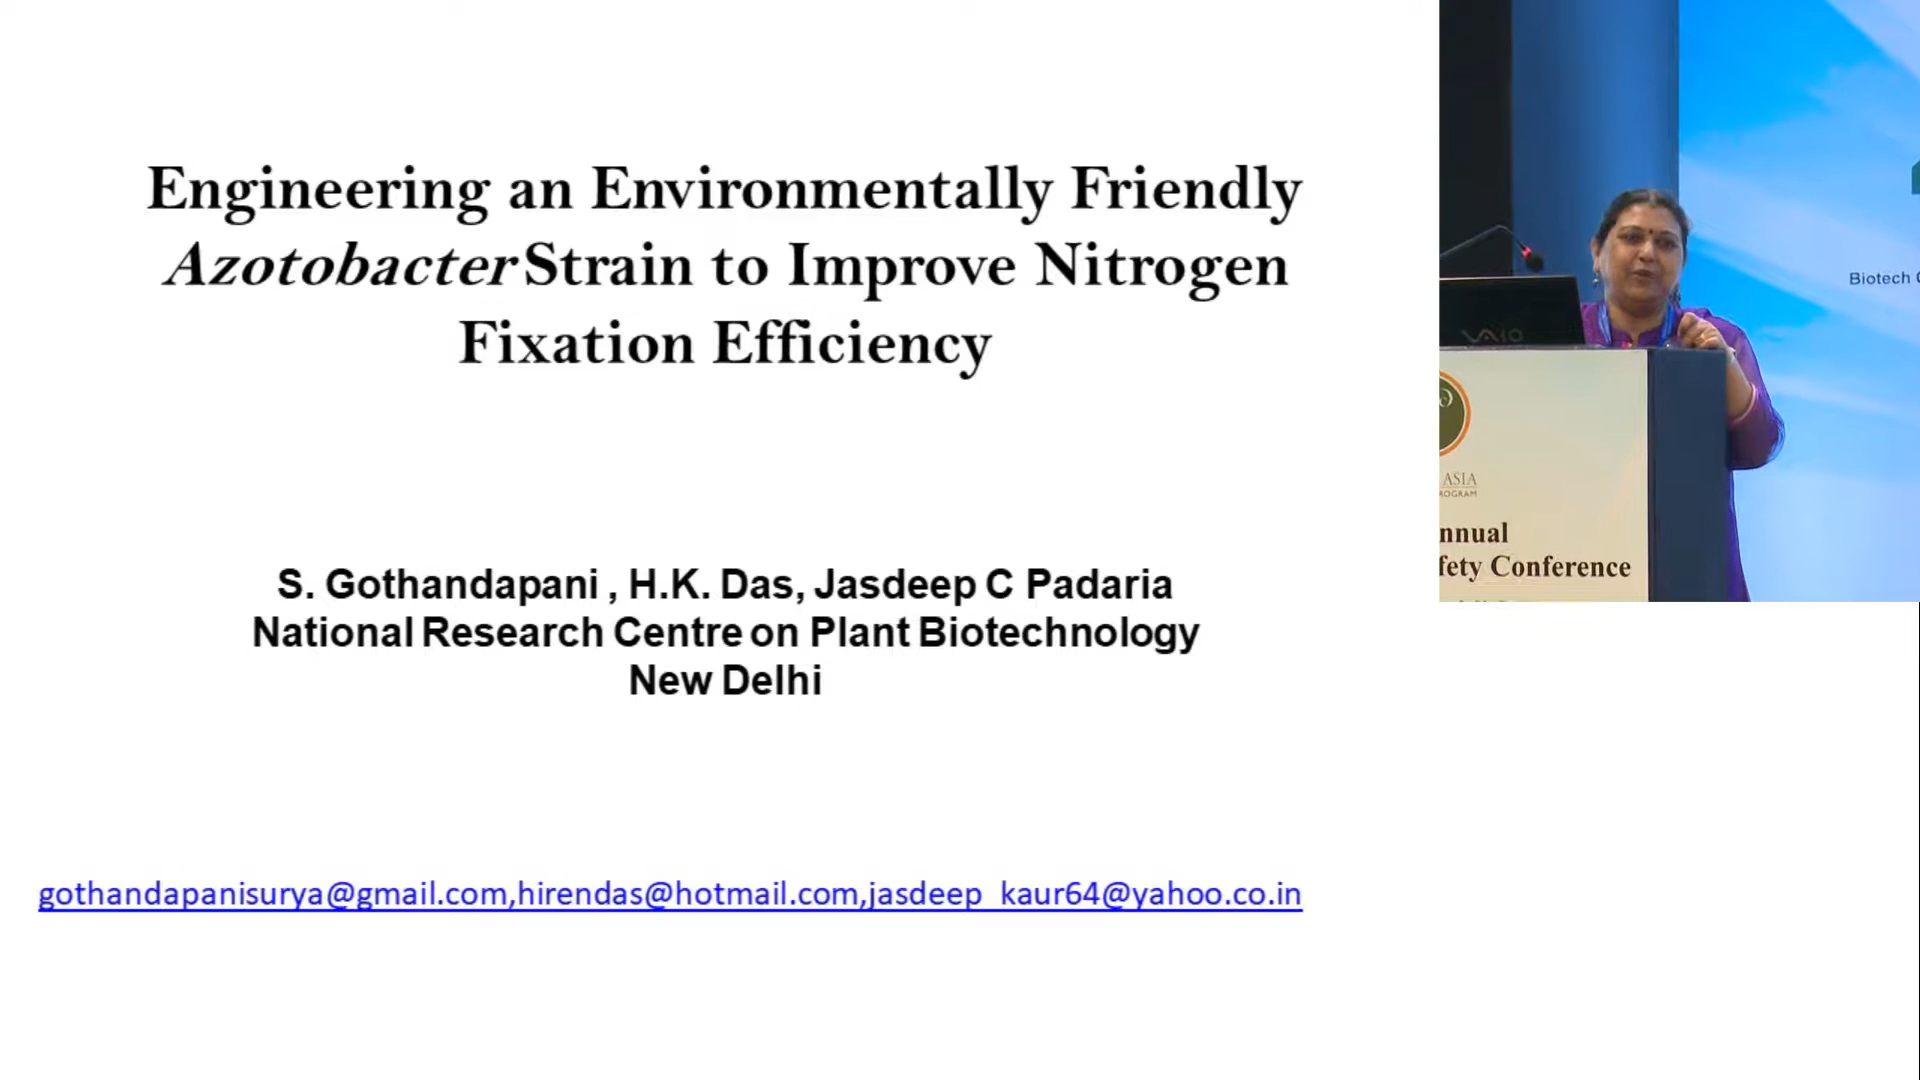 Engineering an Environmentally Friendly
Azotobacter Strain to Improve Nitrogen
Fixation Efficiency
S. Gothandapani , H.K. Das, Jasdeep C Padaria
National Research Centre on Plant Biotechnology
New Delhi
gothandapanisurya@gmail.com,hirendas@hotmail.com,jasdeep_kaur64@yahoo.co.in
Biotech
VAIO
ASIA
ROGRAM
nnual
fety Conference